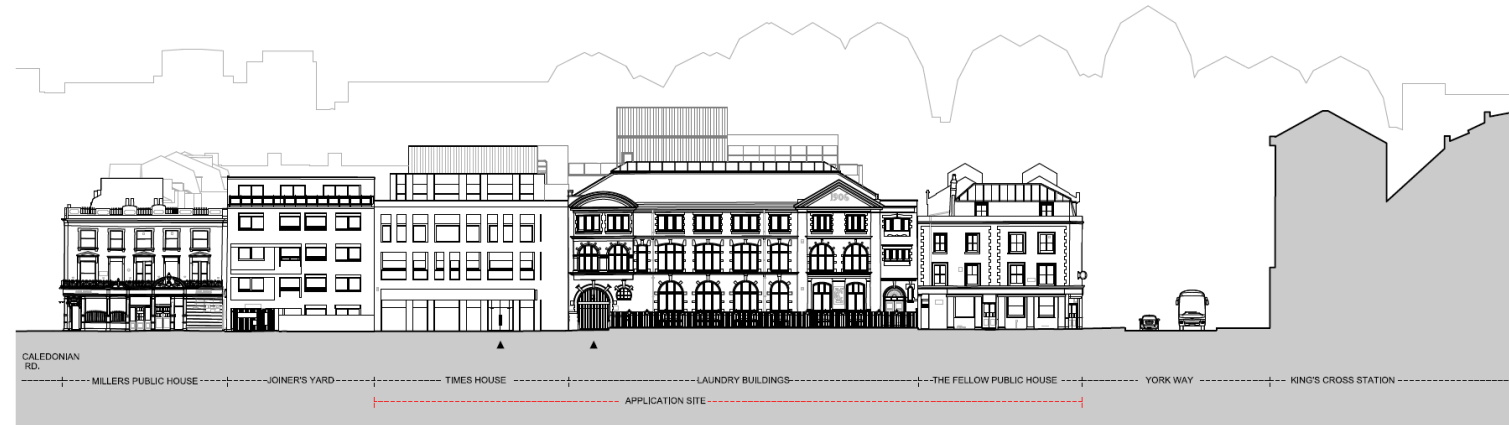 1906
CALEDONIAN
RD.
MILLERS PUBLIC HOUSE
JOINER'S YARD
TIMES HOUSE
LAUNDRY BUILDINGS
THE FELLOW PUBLIC HOUSE
YORK WAY
KING'S CROSS STATION
APPLICATION SITE